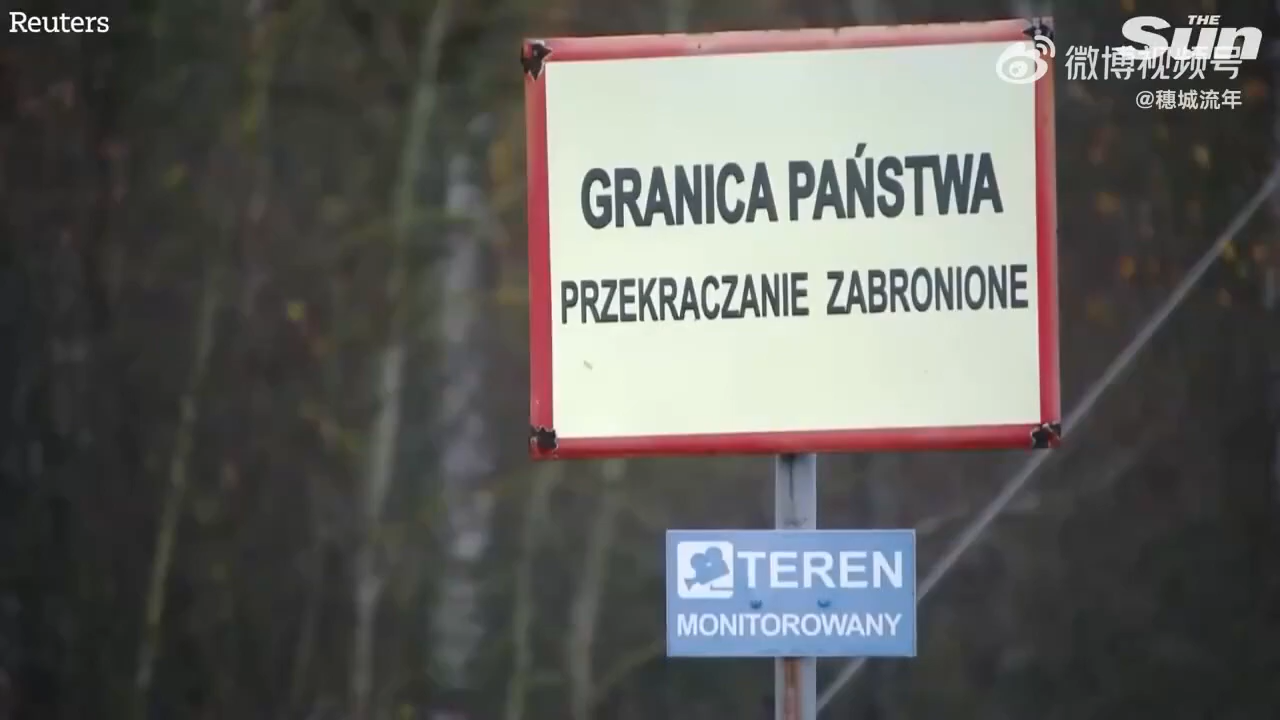 Reuters
THE
Sun
微博视频号
@穗城流年
GRANICA PAŃSTWA
PRZEKRACZANIE ZABRONIONE
TEREN
MONITOROWANY